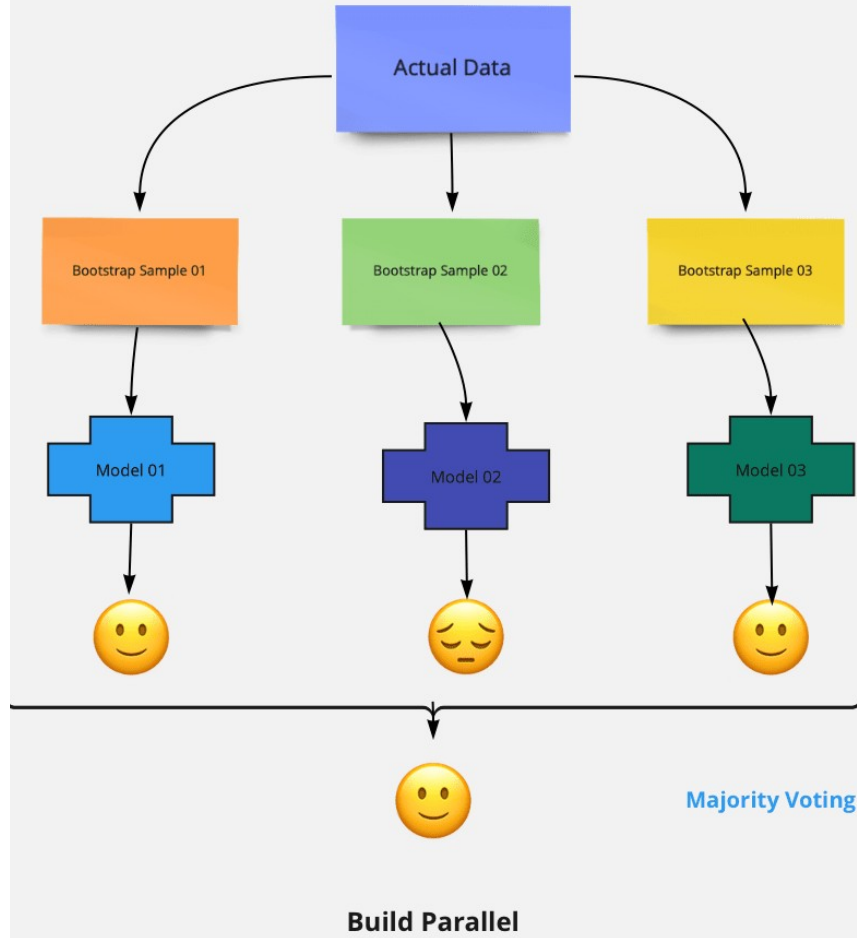 Actual Data
Bootstrap Sample 01
Bootstrap Sample 02
Bootstrap Sample 03
Model 01
Model 02
Model 03
Majority Voting
Build Parallel